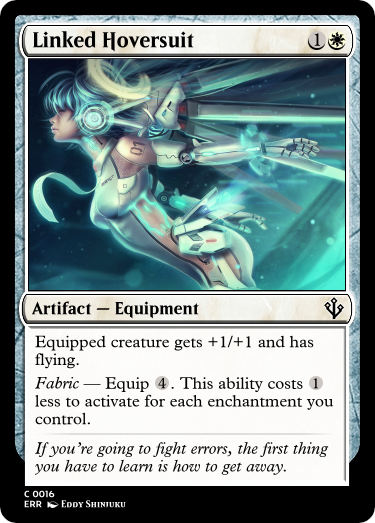 Linked Hoversuit 1
01
Artifact — Equipment
Equipped creature gets +1/+1 and has
flying.
Fabric — Equip 4. This ability costs 1
less to activate for each enchantment you
control.
If you're going to fight errors, the first thing
you have to learn is how to get away.
C 0016
ERR Eddy Shinjuku